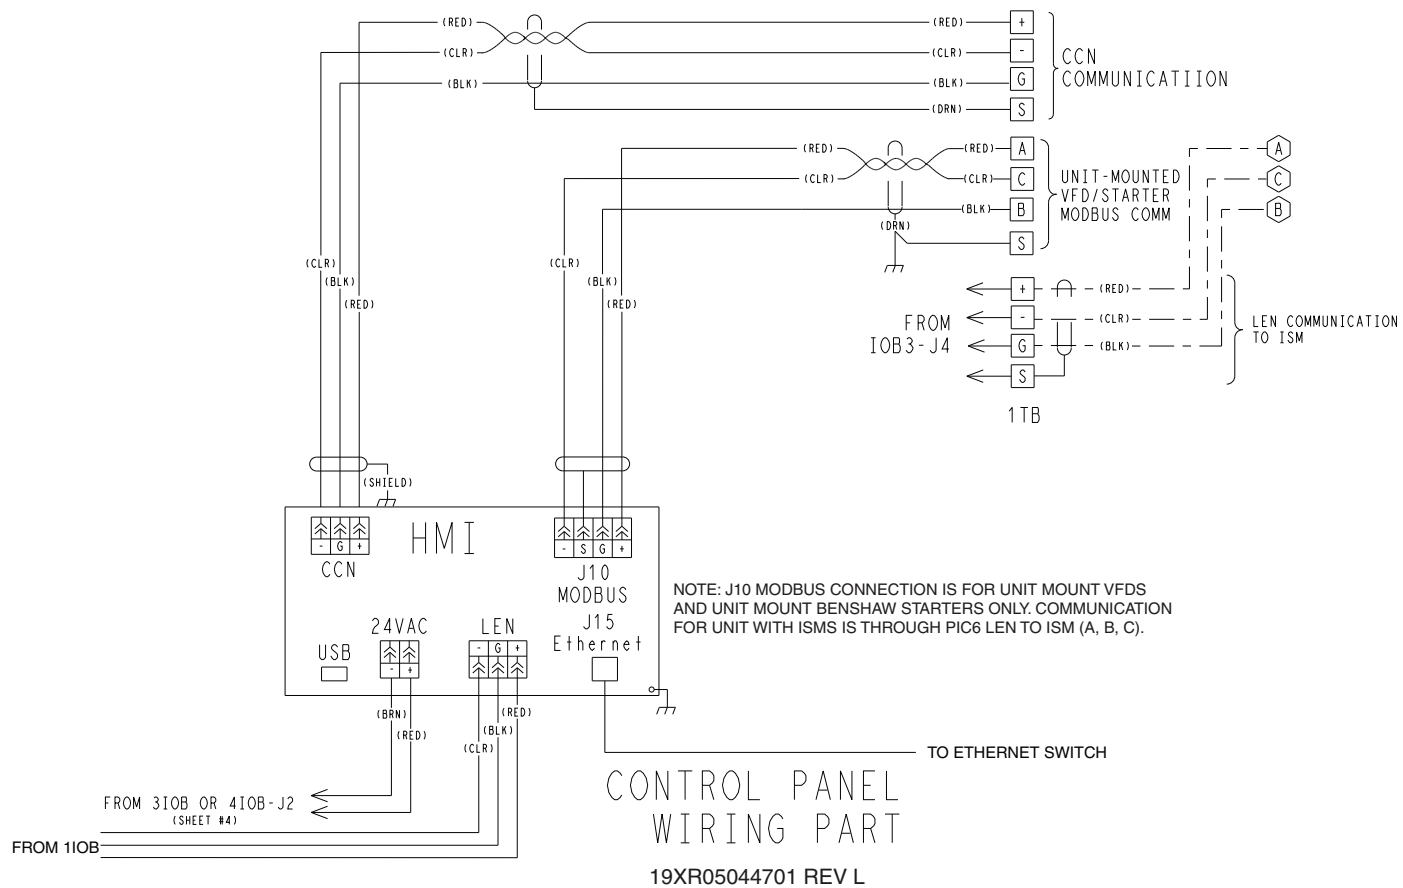 (RED) (RED) +
(CLR) (CLR) -
(BLK) (BLK) G
(DRN) S
CCN
COMMUNICATIION
(RED) (RED) A
(CLR) (CLR) C
(BLK) B
(DRN) S
UNIT-MOUNTED
VFD/STARTER
MODBUS COMM
A
C
B
(CLR)
(BLK)
(RED)
(CLR)
(BLK)
(RED)
+ (RED)
- (CLR)
G (BLK)
S
FROM
IOB3-J4
LEN COMMUNICATION
TO ISM
1TB
(SHIELD)
HMI
- G +
CCN
- S G +
J10
MODBUS
J15
Ethernet
NOTE: J10 MODBUS CONNECTION IS FOR UNIT MOUNT VFDS
AND UNIT MOUNT BENSHAW STARTERS ONLY. COMMUNICATION
FOR UNIT WITH ISMS IS THROUGH PIC6 LEN TO ISM (A, B, C).
USB
24VAC
- +
LEN
- G +
(BRN)
(RED)
(CLR)
(BLK)
(RED)
TO ETHERNET SWITCH
FROM 3IOB OR 4IOB-J2
(SHEET #4)
FROM 1IOB
CONTROL PANEL
WIRING PART
19XR05044701 REV L